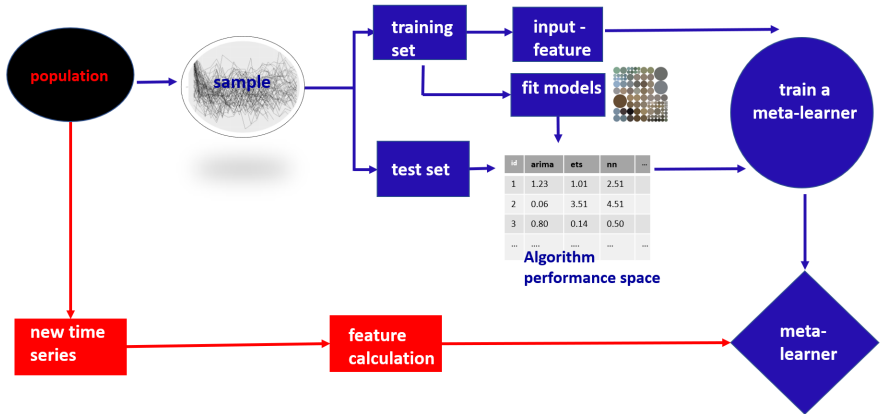 population
sample
training
set
input -
feature
fit models
test set
train a
meta-learner
id arima ets nn ...
1 1.23 1.01 2.51
2 0.06 3.51 4.51
3 0.80 0.14 0.50
... .... .... ... ...
Algorithm
performance space
new time
series
feature
calculation
meta-
learner